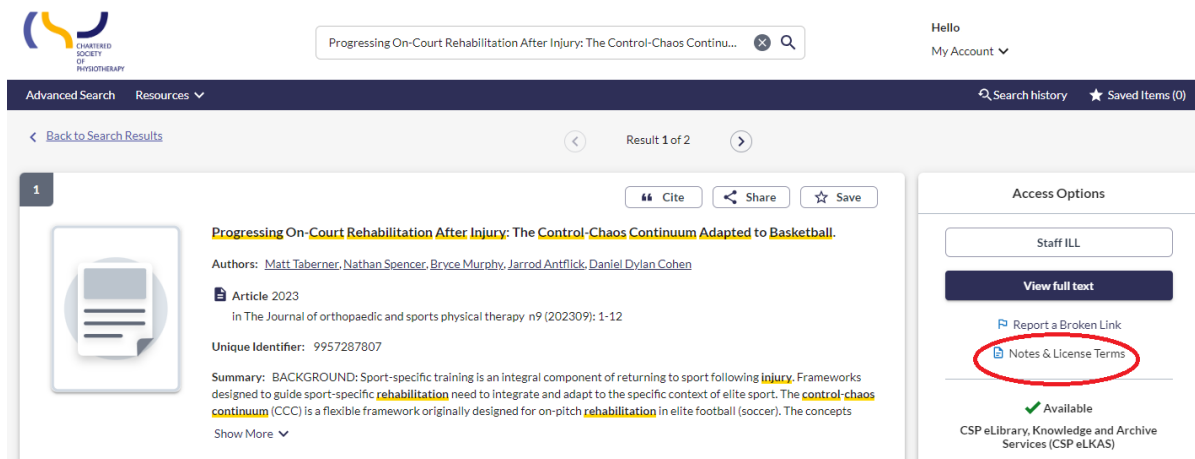 CHARTERED
SOCIETY
OF
PHYSIOTHERAPY
Progressing On-Court Rehabilitation After Injury: The Control-Chaos Continu...
Hello
My Account
Advanced Search Resources
Search history Saved Items (0)
Back to Search Results
Result 1 of 2
1
Cite Share Save
Progressing On-Court Rehabilitation After Injury: The Control-Chaos Continuum Adapted to Basketball.
Authors: Matt Taberner, Nathan Spencer, Bryce Murphy, Jarrod Antflick, Daniel Dylan Cohen
Article 2023
in The Journal of orthopaedic and sports physical therapy n9 (202309): 1-12
Unique Identifier: 9957287807
Summary: BACKGROUND: Sport-specific training is an integral component of returning to sport following injury. Frameworks
designed to guide sport-specific rehabilitation need to integrate and adapt to the specific context of elite sport. The control-chaos
continuum (CCC) is a flexible framework originally designed for on-pitch rehabilitation in elite football (soccer). The concepts
Show More
Access Options
Staff ILL
View full text
Report a Broken Link
Notes & License Terms
Available
CSP eLibrary, Knowledge and Archive
Services (CSP eLKAS)